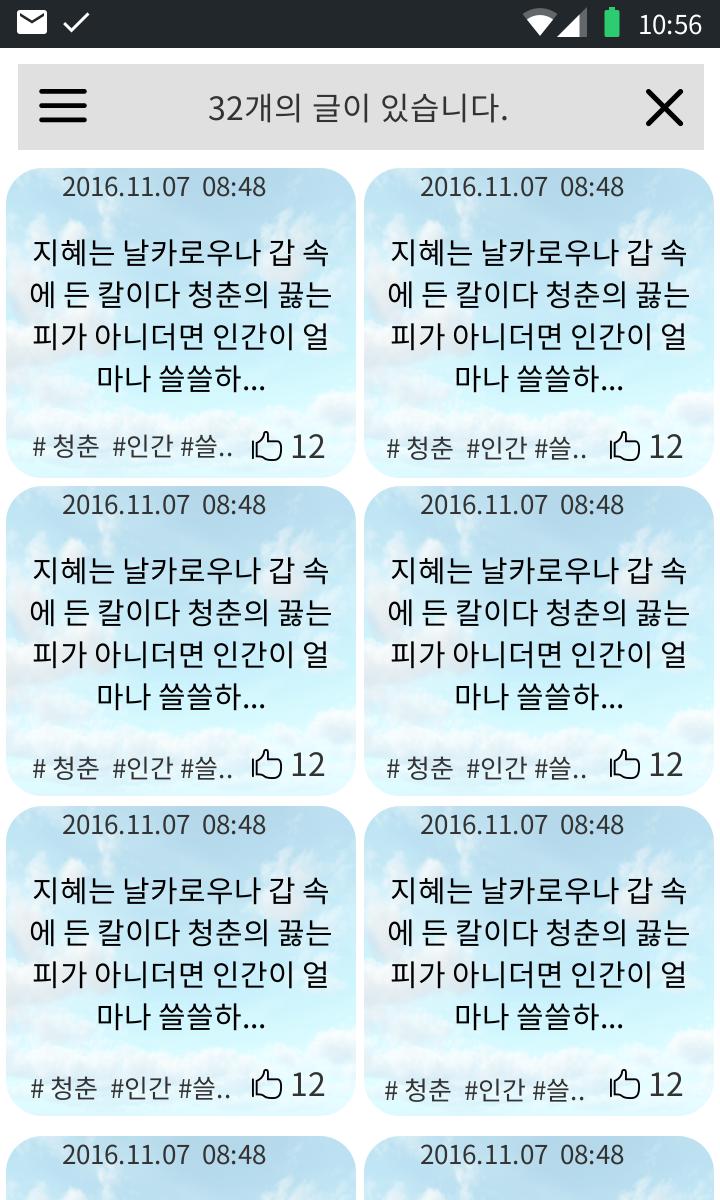 10:56
32개의 글이 있습니다.
2016.11.07 08:48
지혜는 날카로우나 갑 속
에 든 칼이다 청춘의 끓는
피가 아니더면 인간이 얼
마나 쓸쓸하...
# 청춘 #인간 #쓸.. 12
2016.11.07 08:48
지혜는 날카로우나 갑 속
에 든 칼이다 청춘의 끓는
피가 아니더면 인간이 얼
마나 쓸쓸하...
# 청춘 #인간 #쓸.. 12
2016.11.07 08:48
지혜는 날카로우나 갑 속
에 든 칼이다 청춘의 끓는
피가 아니더면 인간이 얼
마나 쓸쓸하...
# 청춘 #인간 #쓸.. 12
2016.11.07 08:48
지혜는 날카로우나 갑 속
에 든 칼이다 청춘의 끓는
피가 아니더면 인간이 얼
마나 쓸쓸하...
# 청춘 #인간 #쓸.. 12
2016.11.07 08:48
지혜는 날카로우나 갑 속
에 든 칼이다 청춘의 끓는
피가 아니더면 인간이 얼
마나 쓸쓸하...
# 청춘 #인간 #쓸.. 12
2016.11.07 08:48
지혜는 날카로우나 갑 속
에 든 칼이다 청춘의 끓는
피가 아니더면 인간이 얼
마나 쓸쓸하...
# 청춘 #인간 #쓸.. 12
2016.11.07 08:48
2016.11.07 08:48